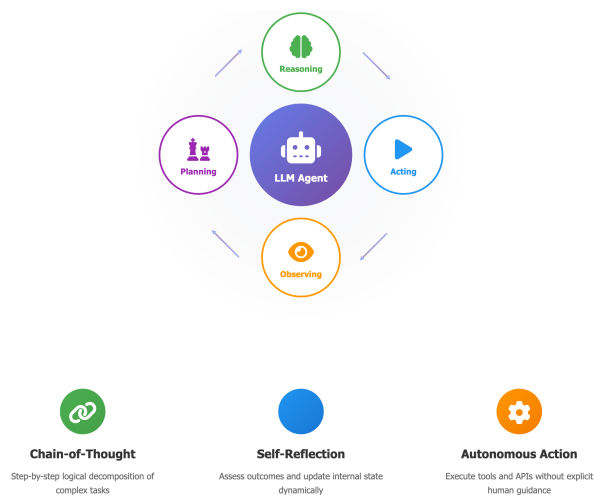 Reasoning
Planning
LLM Agent
Acting
Observing
Chain-of-Thought
Step-by-step logical decomposition of
complex tasks
Self-Reflection
Assess outcomes and update internal state
dynamically
Autonomous Action
Execute tools and APIs without explicit
human guidance